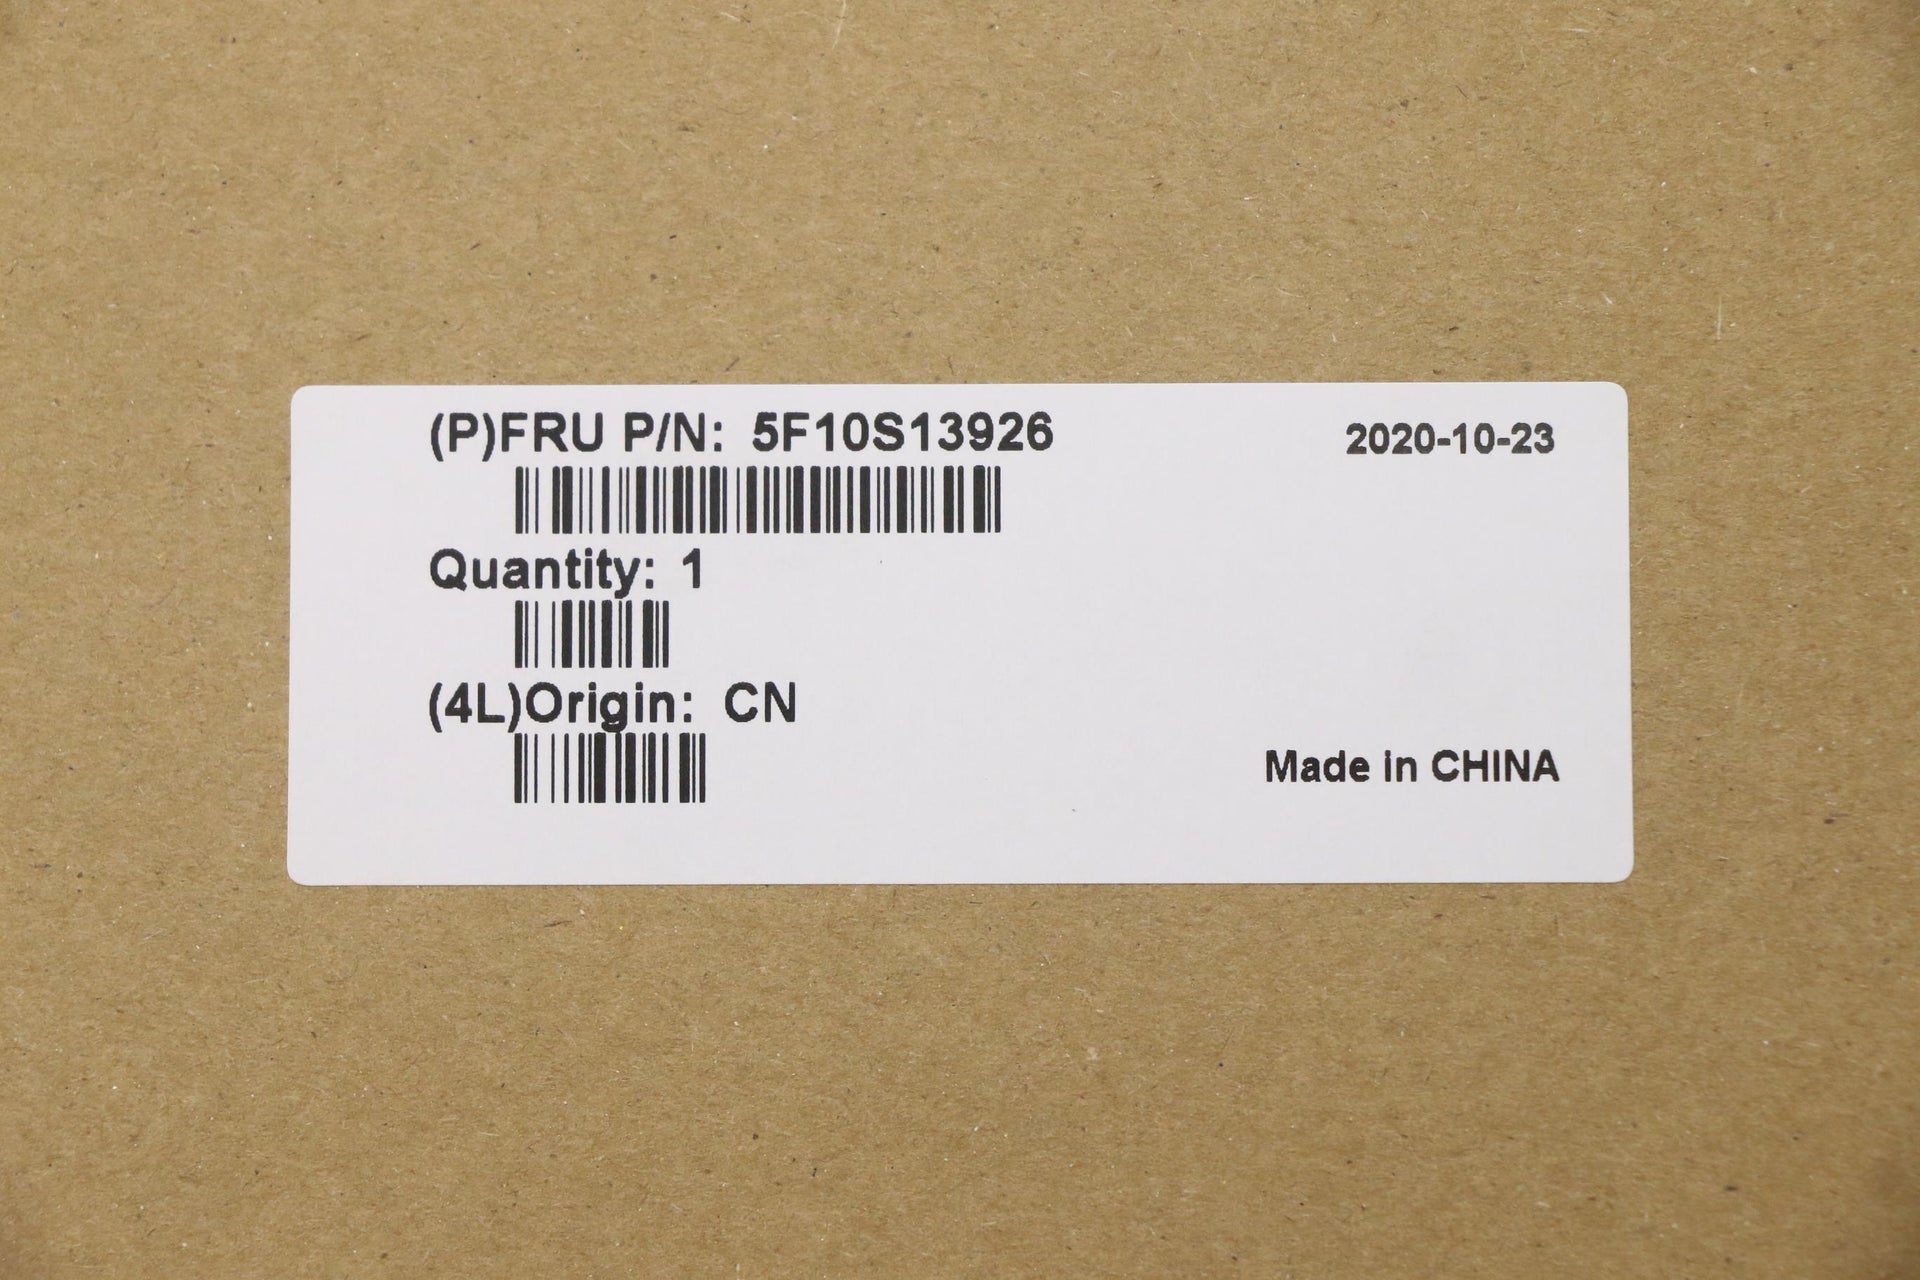 (P)FRU P/N: 5F10S13926
2020-10-23
Quantity: 1
(4L)Origin: CN
Made in CHINA